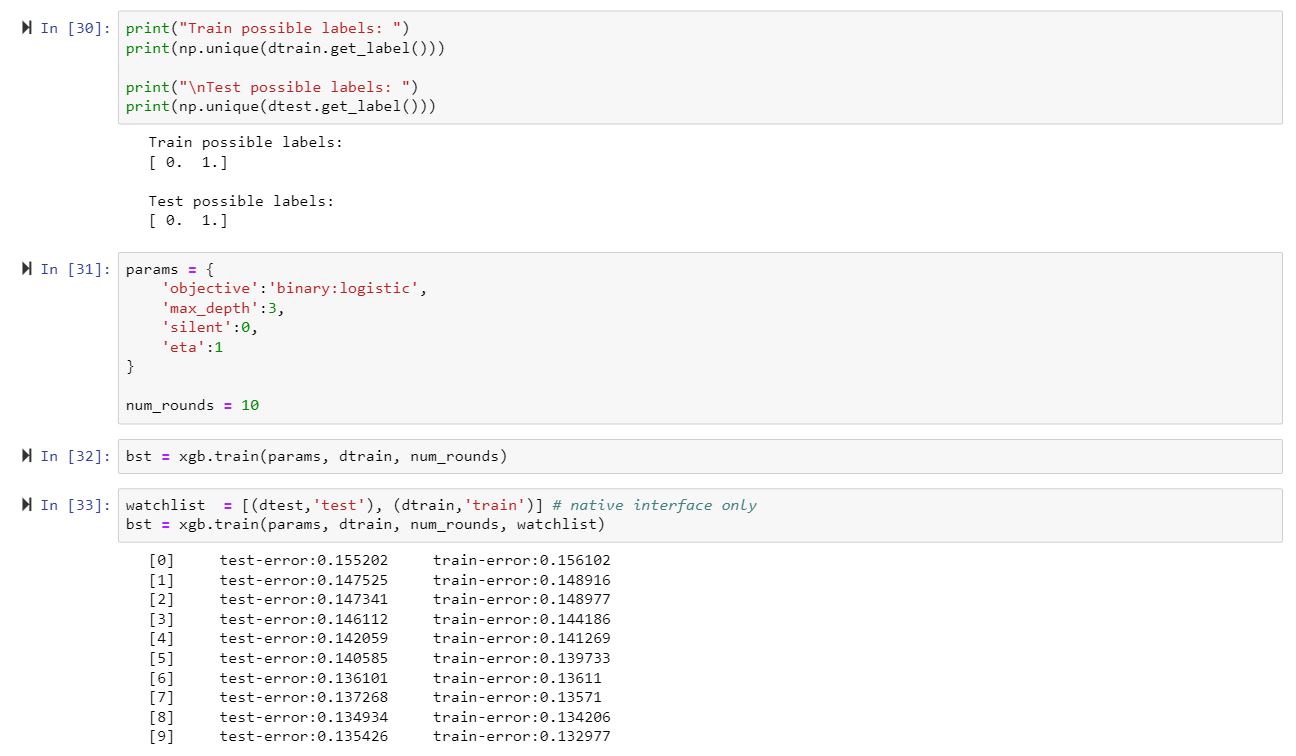 In [30]: print("Train possible labels: ")
print(np.unique(dtrain.get_label()))
print("\nTest possible labels: ")
print(np.unique(dtest.get_label()))
Train possible labels:
[ 0.  1.]
Test possible labels:
[ 0.  1.]
In [31]: params = {
'objective':'binary:logistic',
'max_depth':3,
'silent':0,
'eta':1
}
num_rounds = 10
In [32]: bst = xgb.train(params, dtrain, num_rounds)
In [33]: watchlist  = [(dtest,'test'), (dtrain,'train')] # native interface only
bst = xgb.train(params, dtrain, num_rounds, watchlist)
[0] test-error:0.155202 train-error:0.156102
[1] test-error:0.147525 train-error:0.148916
[2] test-error:0.147341 train-error:0.148977
[3] test-error:0.146112 train-error:0.144186
[4] test-error:0.142059 train-error:0.141269
[5] test-error:0.140585 train-error:0.139733
[6] test-error:0.136101 train-error:0.13611
[7] test-error:0.137268 train-error:0.13571
[8] test-error:0.134934 train-error:0.134206
[9] test-error:0.135426 train-error:0.132977